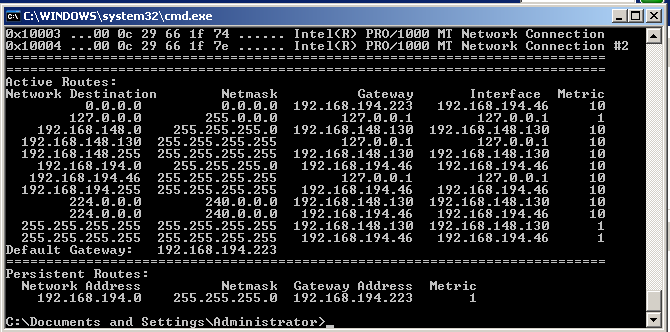 C:\WINDOWS\system32\cmd.exe
0x10003 ...00 0c 29 66 1f 74 ...... Intel(R) PRO/1000 MT Network Connection
0x10004 ...00 0c 29 66 1f 7e ...... Intel(R) PRO/1000 MT Network Connection #2
===========================================================================
===========================================================================
Active Routes:
Network Destination        Netmask          Gateway       Interface  Metric
          0.0.0.0          0.0.0.0  192.168.194.223   192.168.194.46      10
        127.0.0.0        255.0.0.0        127.0.0.1        127.0.0.1       1
    192.168.148.0    255.255.255.0  192.168.148.130  192.168.148.130      10
  192.168.148.130  255.255.255.255        127.0.0.1        127.0.0.1      10
  192.168.148.255  255.255.255.255  192.168.148.130  192.168.148.130      10
    192.168.194.0    255.255.255.0   192.168.194.46   192.168.194.46      10
   192.168.194.46  255.255.255.255        127.0.0.1        127.0.0.1      10
  192.168.194.255  255.255.255.255   192.168.194.46   192.168.194.46      10
        224.0.0.0        240.0.0.0  192.168.148.130  192.168.148.130      10
        224.0.0.0        240.0.0.0   192.168.194.46   192.168.194.46      10
  255.255.255.255  255.255.255.255  192.168.148.130  192.168.148.130       1
  255.255.255.255  255.255.255.255   192.168.194.46   192.168.194.46       1
Default Gateway:   192.168.194.223
===========================================================================
Persistent Routes:
  Network Address          Netmask  Gateway Address  Metric
    192.168.194.0    255.255.255.0  192.168.194.223       1
C:\Documents and Settings\Administrator>_